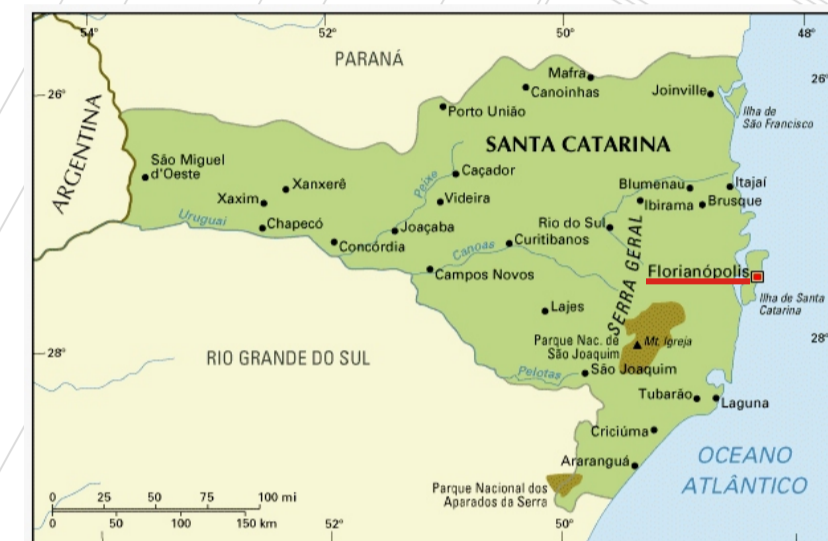 54°
52°
50°
48°
PARANÁ
Mafra
Canoinhas
Joinville
26°
26°
Porto União
Ilha de
São Francisco
ARGENTINA
SANTA CATARINA
São Miguel
d'Oeste
Caçador
Xanxerê
Peixe
Blumenau
Itajaí
Xaxim
Videira
Ibirama
Brusque
Uruguai
Chapecó
Joaçaba
Rio do Sul
Concórdia
Canoas
Curitibanos
SERRA GERAL
Campos Novos
Florianópolis
Ilha de Santa
Catarina
Lajes
Parque Nac. de
São Joaquim
Mt. Igreja
28°
28°
RIO GRANDE DO SUL
Pelotas
São Joaquim
Tubarão
Laguna
Criciúma
OCEANO
ATLÂNTICO
Araranguá
Parque Nacional dos
Aparados da Serra
0 25 50 75 100 mi
0 50 100 150 km
52°
50°